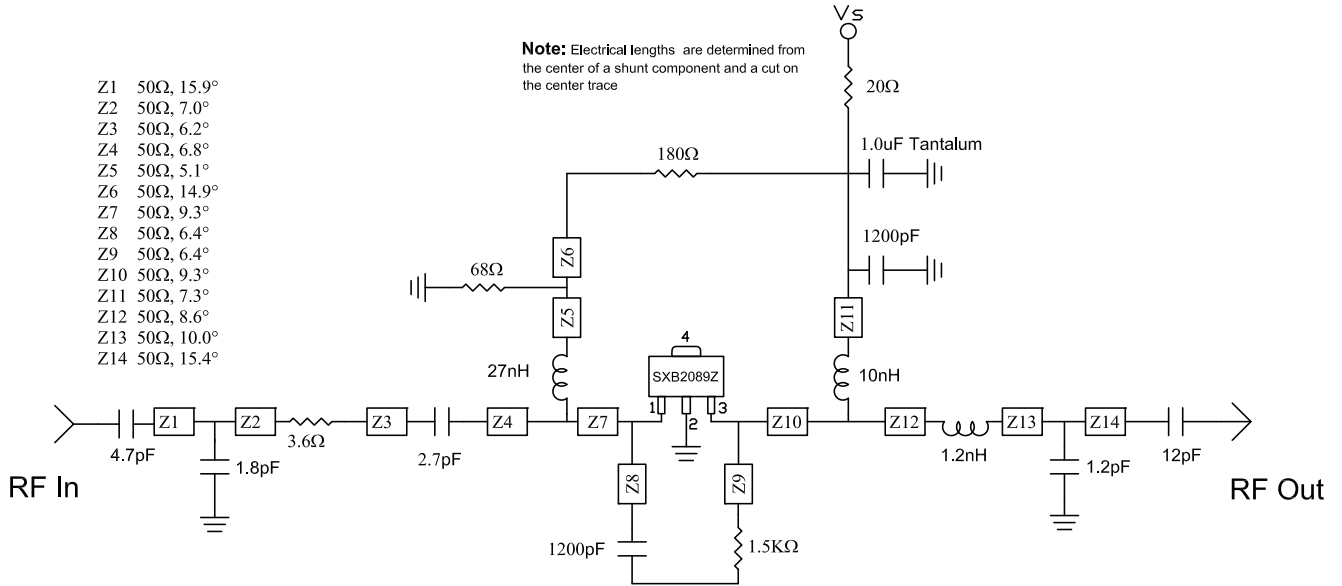 Vs
Note: Electrical lengths are determined from
the center of a shunt component and a cut on
the center trace
20Ω
Z1 50Ω, 15.9°
Z2 50Ω, 7.0°
Z3 50Ω, 6.2°
Z4 50Ω, 6.8°
Z5 50Ω, 5.1°
Z6 50Ω, 14.9°
Z7 50Ω, 9.3°
Z8 50Ω, 6.4°
Z9 50Ω, 6.4°
Z10 50Ω, 9.3°
Z11 50Ω, 7.3°
Z12 50Ω, 8.6°
Z13 50Ω, 10.0°
Z14 50Ω, 15.4°
180Ω
1.0uF Tantalum
1200pF
Z6
68Ω
Z5
Z11
27nH
4
SXB2089Z
1
2
3
10nH
Z1
Z2
3.6Ω
Z3
Z4
Z7
Z10
Z12
Z13
Z14
4.7pF
1.8pF
2.7pF
1.2nH
1.2pF
12pF
RF In
RF Out
Z8
Z9
1200pF
1.5KΩ